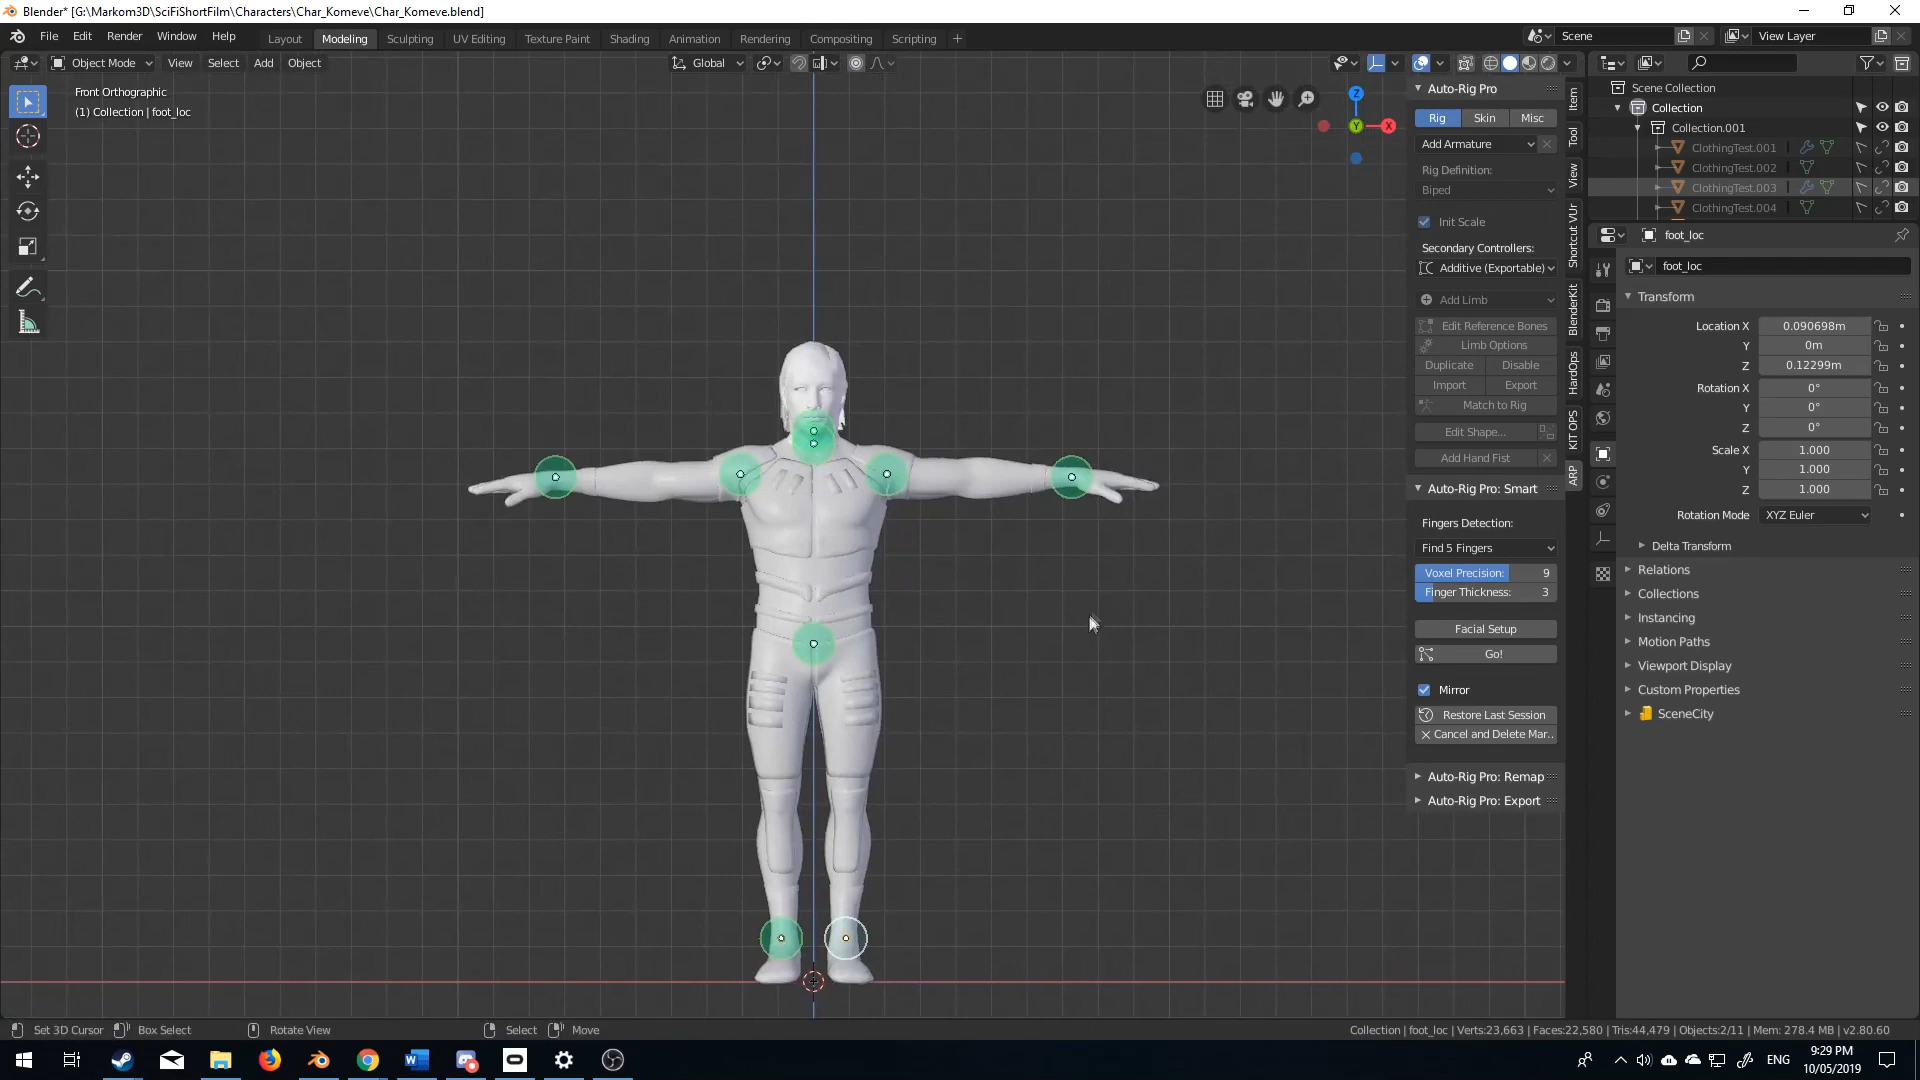 Blender* [G:\Markom3D\SciFiShortFilm\Characters\Char_Komeve\Char_Komeve.blend]
File Edit Render Window Help Layout Modeling Sculpting UV Editing Texture Paint Shading Animation Rendering Compositing Scripting + Scene View Layer
Object Mode View Select Add Object Global
Front Orthographic
(1) Collection | foot_loc
Z
Y
X
Auto-Rig Pro
Rig Skin Misc
Add Armature
Rig Definition:
Biped
Init Scale
Secondary Controllers:
Additive (Exportable)
Add Limb
Edit Reference Bones
Limb Options
Duplicate Disable
Import Export
Match to Rig
Edit Shape...
Add Hand Fist
Auto-Rig Pro: Smart
Fingers Detection:
Find 5 Fingers
Voxel Precision: 9
Finger Thickness: 3
Facial Setup
Go!
Mirror
Restore Last Session
Cancel and Delete Mar..
Auto-Rig Pro: Remap
Auto-Rig Pro: Export
Item
Tool
View
Shortcut VUr
BlenderKit
HardOps
KIT OPS
ARP
Scene Collection
Collection
Collection.001
ClothingTest.001
ClothingTest.002
ClothingTest.003
ClothingTest.004
foot_loc
foot_loc
Transform
Location X 0.090698m
Y 0m
Z 0.12299m
Rotation X 0°
Y 0°
Z 0°
Scale X 1.000
Y 1.000
Z 1.000
Rotation Mode XYZ Euler
Delta Transform
Relations
Collections
Instancing
Motion Paths
Viewport Display
Custom Properties
SceneCity
Set 3D Cursor Box Select Rotate View Select Move Collection | foot_loc | Verts:23,663 | Faces:22,580 | Tris:44,479 | Objects:2/11 | Mem: 278.4 MB | v2.80.60
ENG
9:29 PM
10/05/2019